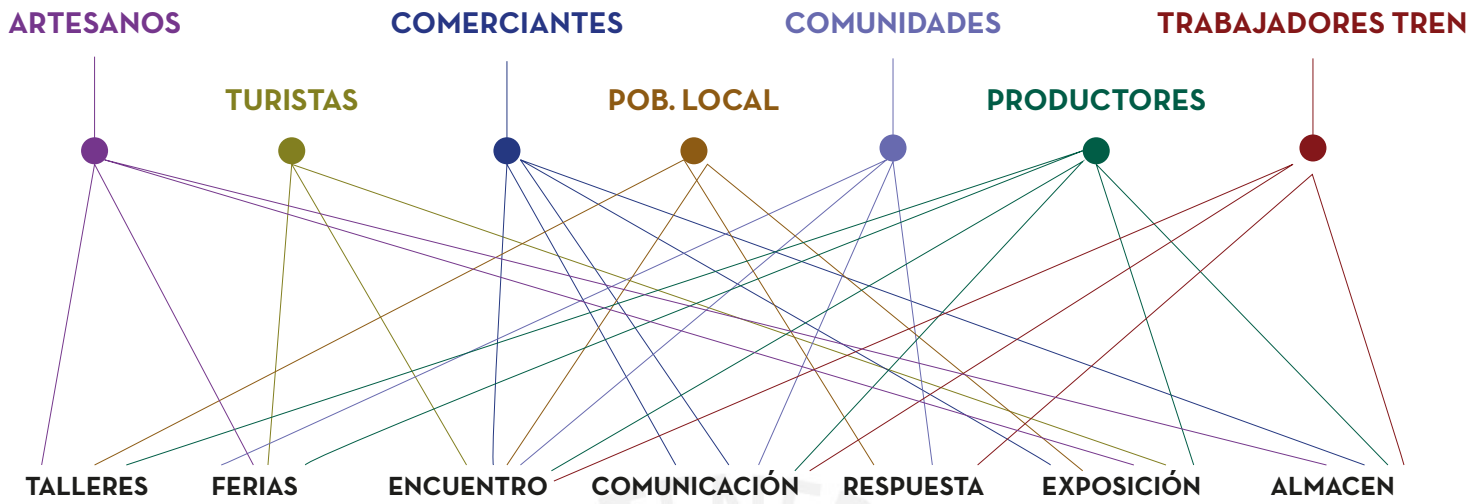 ARTESANOS COMERCIANTES COMUNIDADES TRABAJADORES TREN
TURISTAS POB. LOCAL PRODUCTORES
TALLERES FERIAS ENCUENTRO COMUNICACIÓN RESPUESTA EXPOSICIÓN ALMACEN